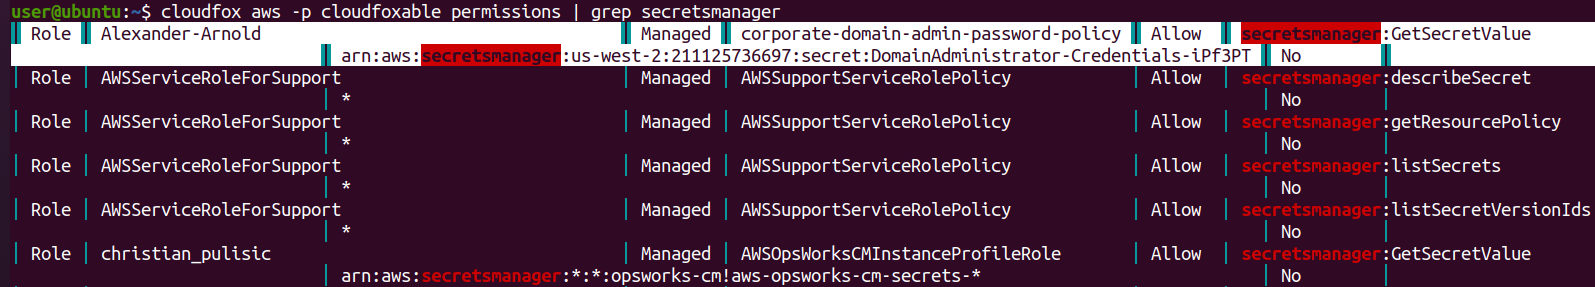 user@ubuntu:~$ cloudfox aws -p cloudfoxable permissions | grep secretsmanager
| Role | Alexander-Arnold | Managed | corporate-domain-admin-password-policy | Allow | secretsmanager:GetSecretValue
| arn:aws:secretsmanager:us-west-2:211125736697:secret:DomainAdministrator-Credentials-iPf3PT | No |
| Role | AWSServiceRoleForSupport | Managed | AWSSupportServiceRolePolicy | Allow | secretsmanager:describeSecret
| * | No |
| Role | AWSServiceRoleForSupport | Managed | AWSSupportServiceRolePolicy | Allow | secretsmanager:getResourcePolicy
| * | No |
| Role | AWSServiceRoleForSupport | Managed | AWSSupportServiceRolePolicy | Allow | secretsmanager:listSecrets
| * | No |
| Role | AWSServiceRoleForSupport | Managed | AWSSupportServiceRolePolicy | Allow | secretsmanager:listSecretVersionIds
| * | No |
| Role | christian_pulisic | Managed | AWSOpsWorksCMInstanceProfileRole | Allow | secretsmanager:GetSecretValue
| arn:aws:secretsmanager:*:*:opsworks-cm!aws-opsworks-cm-secrets-* | No |